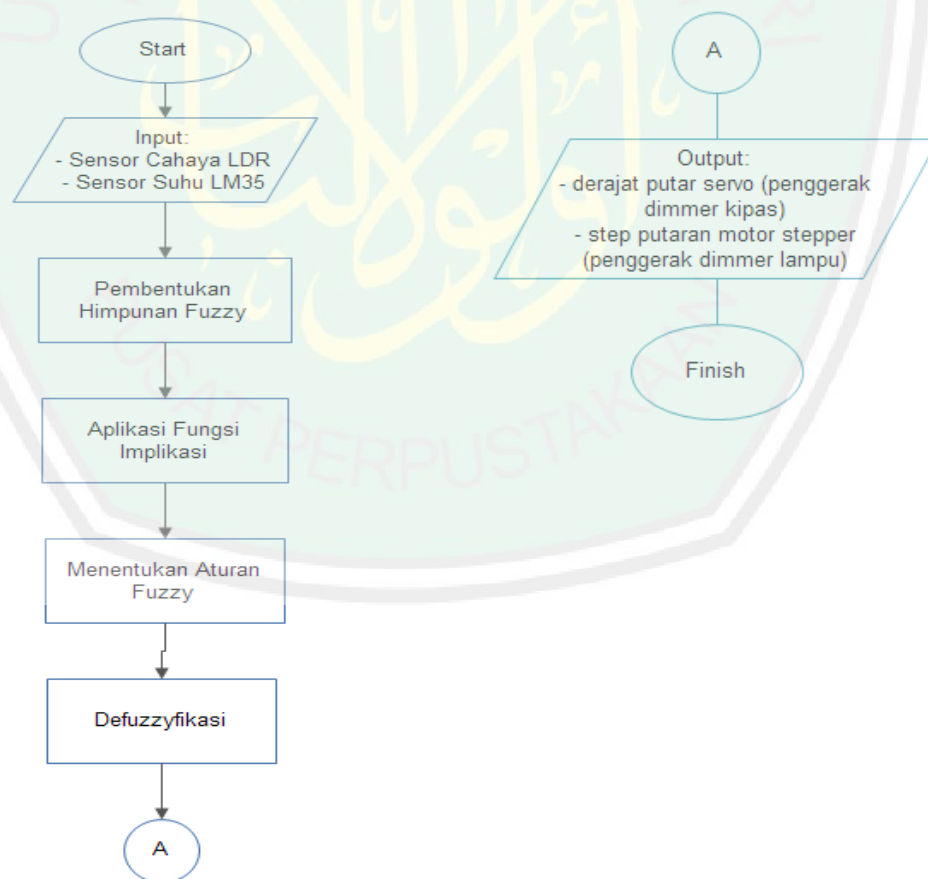 Start
Input:
- Sensor Cahaya LDR
- Sensor Suhu LM35
Pembentukan
Himpunan Fuzzy
Aplikasi Fungsi
Implikasi
Menentukan Aturan
Fuzzy
Defuzzyfikasi
A
A
Output:
- derajat putar servo (penggerak
dimmer kipas)
- step putaran motor stepper
(penggerak dimmer lampu)
Finish
PERPUSTAKAAN